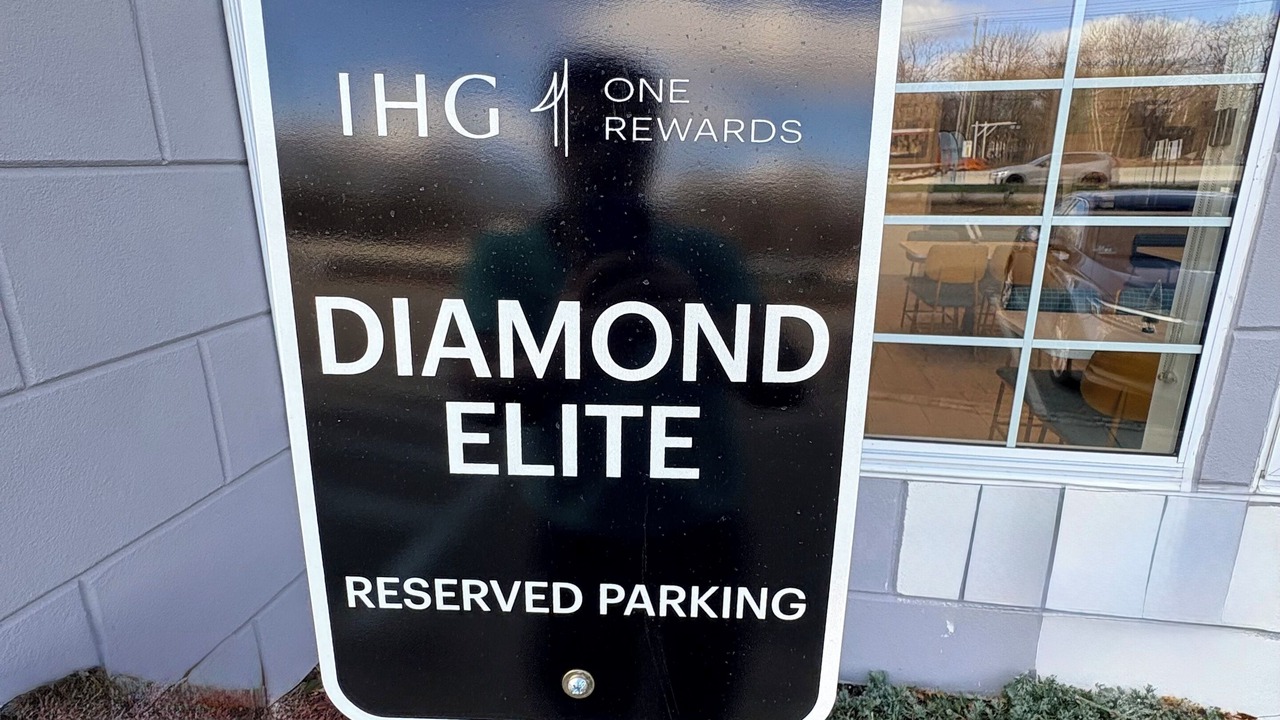 IHG ONE
REWARDS
DIAMOND
ELITE
RESERVED PARKING